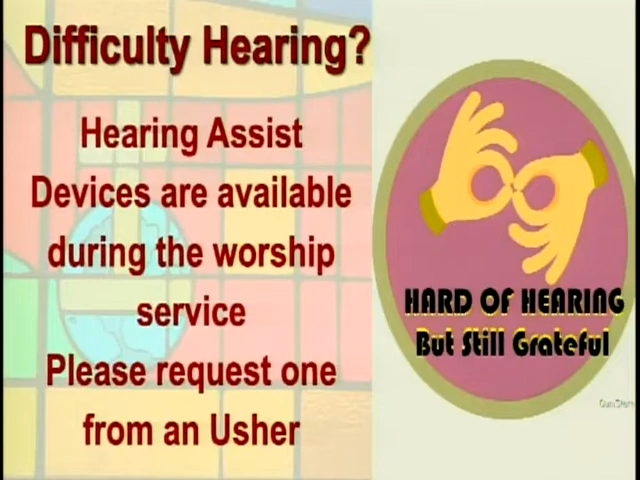 Difficulty Hearing?
Hearing Assist
Devices are available
during the worship
service
Please request one
from an Usher
HARD OF HEARING
But Still Grateful